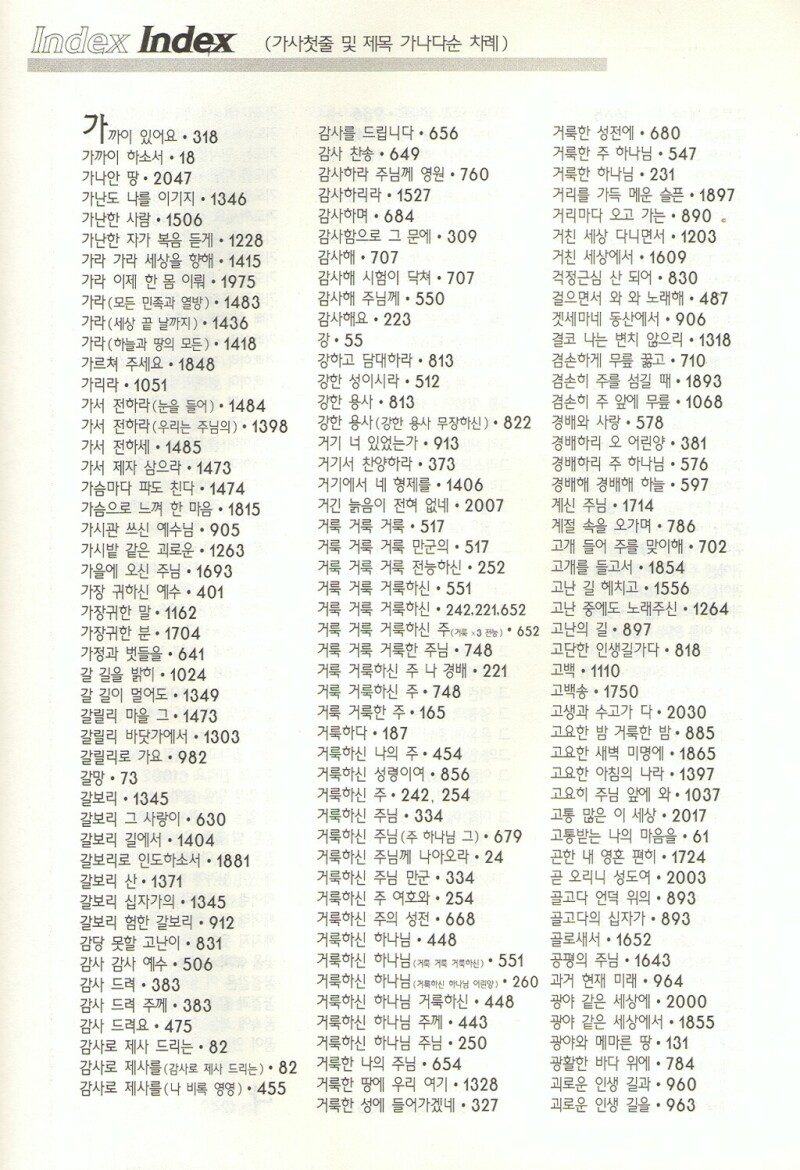 Index Index (가사첫줄 및 제목 가나다순 차례)
가까이 있어요 • 318
가까이 하소서 • 18
가나안 땅 • 2047
가난도 나를 이기지 • 1346
가난한 사람 • 1506
가난한 자가 복음 듣게 • 1228
가라 가라 세상을 향해 • 1415
가라 이제 한 몸 이뤄 • 1975
가라(모든 민족과 열방) • 1483
가라(세상 끝 날까지) • 1436
가라(하늘과 땅의 모든) • 1418
가르쳐 주세요 • 1848
가리라 • 1051
가서 전하라(눈을 들어) • 1484
가서 전하라(우리는 주님의) • 1398
가서 전하세 • 1485
가서 제자 삼으라 • 1473
가슴마다 파도 친다 • 1474
가슴으로 느껴 한 마음 • 1815
가시관 쓰신 예수님 • 905
가시밭 같은 괴로운 • 1263
가을에 오신 주님 • 1693
가장 귀하신 예수 • 401
가장귀한 말 • 1162
가장귀한 분 • 1704
가정과 벗들을 • 641
갈 길을 밝히 • 1024
갈 길이 멀어도 • 1349
갈릴리 마을 그 • 1473
갈릴리 바닷가에서 • 1303
갈릴리로 가요 • 982
갈망 • 73
갈보리 • 1345
갈보리 그 사랑이 • 630
갈보리 길에서 • 1404
갈보리로 인도하소서 • 1881
갈보리 산 • 1371
갈보리 십자가의 • 1345
갈보리 험한 갈보리 • 912
감당 못할 고난이 • 831
감사 감사 예수 • 506
감사 드려 • 383
감사 드려 주께 • 383
감사 드려요 • 475
감사로 제사 드리는 • 82
감사로 제사를(감사로 제사 드리는) • 82
감사로 제사를(나 비록 영영) • 455
감사를 드립니다 • 656
감사 찬송 • 649
감사하라 주님께 영원 • 760
감사하리라 • 1527
감사하며 • 684
감사함으로 그 문에 • 309
감사해 • 707
감사해 시험이 닥쳐 • 707
감사해 주님께 • 550
감사해요 • 223
강 • 55
강하고 담대하라 • 813
강한 성이시라 • 512
강한 용사 • 813
강한 용사(강한 용사 무장하신) • 822
거기 너 있었는가 • 913
거기서 찬양하라 • 373
거기에서 네 형제를 • 1406
거긴 늙음이 전혀 없네 • 2007
거룩 거룩 거룩 • 517
거룩 거룩 거룩 만군의 • 517
거룩 거룩 거룩 전능하신 • 252
거룩 거룩 거룩하신 • 551
거룩 거룩 거룩하신 • 242.221.652
거룩 거룩 거룩하신 주(거룩 ×3 전능) • 652
거룩 거룩 거룩한 주님 • 748
거룩 거룩하신 주 나 경배 • 221
거룩 거룩하신 주 • 748
거룩 거룩한 주 • 165
거룩하다 • 187
거룩하신 나의 주 • 454
거룩하신 성령이여 • 856
거룩하신 주 • 242, 254
거룩하신 주님 • 334
거룩하신 주님(주 하나님 그) • 679
거룩하신 주님께 나아오라 • 24
거룩하신 주님 만군 • 334
거룩하신 주 여호와 • 254
거룩하신 주의 성전 • 668
거룩하신 하나님 • 448
거룩하신 하나님(거룩 거룩 거룩하신) • 551
거룩하신 하나님(거룩하신 하나님 어린양) • 260
거룩하신 하나님 거룩하신 • 448
거룩하신 하나님 주께 • 443
거룩하신 하나님 주님 • 250
거룩한 나의 주님 • 654
거룩한 땅에 우리 여기 • 1328
거룩한 성에 들어가겠네 • 327
거룩한 성전에 • 680
거룩한 주 하나님 • 547
거룩한 하나님 • 231
거리를 가득 메운 슬픈 • 1897
거리마다 오고 가는 • 890
거친 세상 다니면서 • 1203
거친 세상에서 • 1609
걱정근심 산 되어 • 830
걸으면서 와 와 노래해 • 487
겟세마네 동산에서 • 906
결코 나는 변치 않으리 • 1318
겸손하게 무릎 꿇고 • 710
겸손히 주를 섬길 때 • 1893
겸손히 주 앞에 무릎 • 1068
경배와 사랑 • 578
경배하리 오 어린양 • 381
경배하리 주 하나님 • 576
경배해 경배해 하늘 • 597
계신 주님 • 1714
계절 속을 오가며 • 786
고개 들어 주를 맞이해 • 702
고개를 들고서 • 1854
고난 길 헤치고 • 1556
고난 중에도 노래주신 • 1264
고난의 길 • 897
고단한 인생길가다 • 818
고백 • 1110
고백송 • 1750
고생과 수고가 다 • 2030
고요한 밤 거룩한 밤 • 885
고요한 새벽 미명에 • 1865
고요한 아침의 나라 • 1397
고요히 주님 앞에 와 • 1037
고통 많은 이 세상 • 2017
고통받는 나의 마음을 • 61
곤한 내 영혼 편히 • 1724
곧 오리니 성도여 • 2003
골고다 언덕 위의 • 893
골고다의 십자가 • 893
골로새서 • 1652
공평의 주님 • 1643
과거 현재 미래 • 964
광야 같은 세상에 • 2000
광야 같은 세상에서 • 1855
광야와 메마른 땅 • 131
광활한 바다 위에 • 784
괴로운 인생 길과 • 960
괴로운 인생 길을 • 963